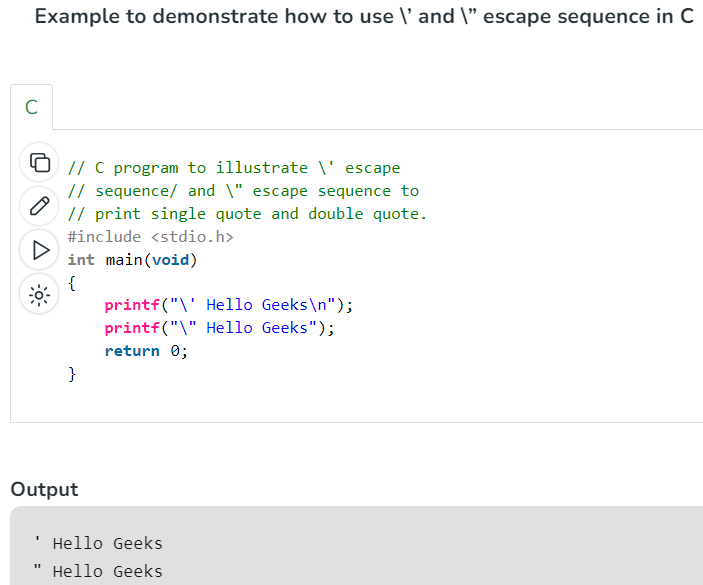 Example to demonstrate how to use \’ and \” escape sequence in C
C
// C program to illustrate \' escape
// sequence/ and \" escape sequence to
// print single quote and double quote.
#include <stdio.h>
int main(void)
{
    printf("\' Hello Geeks\n");
    printf("\" Hello Geeks");
    return 0;
}
Output
' Hello Geeks
" Hello Geeks